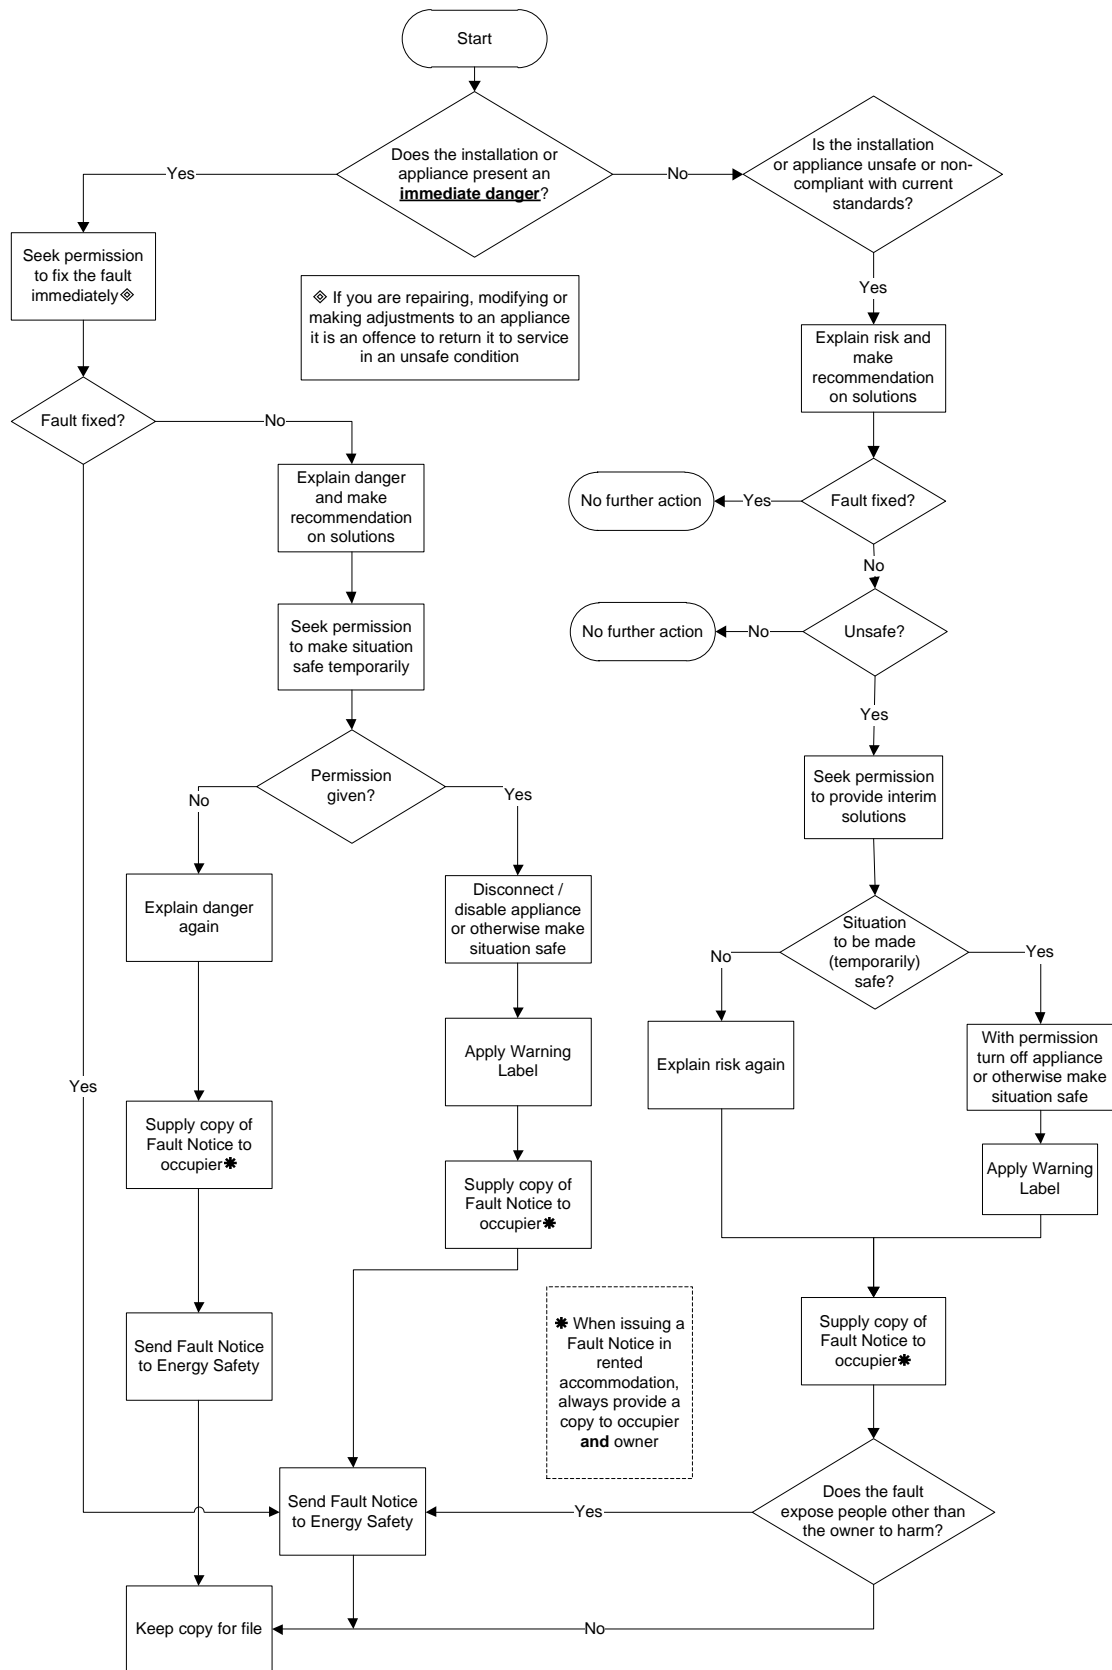 Start
Does the installation or
appliance present an
immediate danger?
Yes
No
Is the installation
or appliance unsafe or non-
compliant with current
standards?
Seek permission
to fix the fault
immediately◈
◈ If you are repairing, modifying or
making adjustments to an appliance
it is an offence to return it to service
in an unsafe condition
Yes
Explain risk and
make
recommendation
on solutions
Fault fixed?
No
Explain danger
and make
recommendation
on solutions
No further action
Yes
Fault fixed?
No
Seek permission
to make situation
safe temporarily
No further action
No
Unsafe?
Yes
Permission
given?
No
Yes
Seek permission
to provide interim
solutions
Explain danger
again
Disconnect /
disable appliance
or otherwise make
situation safe
Situation
to be made
(temporarily)
safe?
No
Yes
Apply Warning
Label
Explain risk again
With permission
turn off appliance
or otherwise make
situation safe
Yes
Supply copy of
Fault Notice to
occupier✱
Supply copy of
Fault Notice to
occupier✱
Apply Warning
Label
Send Fault Notice
to Energy Safety
✱ When issuing a
Fault Notice in
rented
accommodation,
always provide a
copy to occupier
and owner
Supply copy of
Fault Notice to
occupier✱
Send Fault Notice
to Energy Safety
Yes
Does the fault
expose people other than
the owner to harm?
Keep copy for file
No